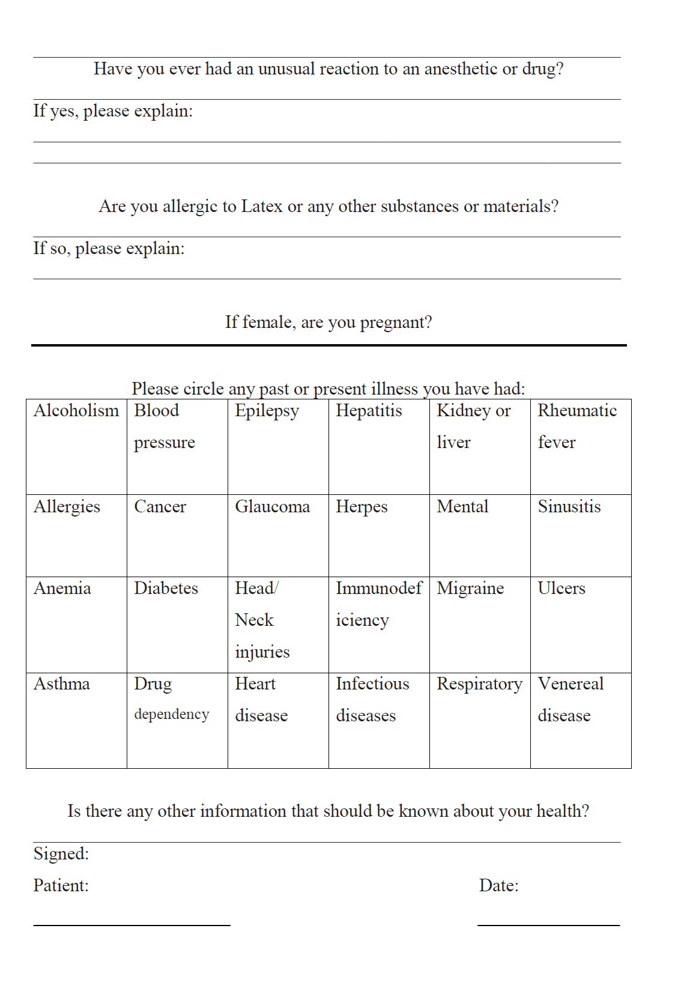 Have you ever had an unusual reaction to an anesthetic or drug?
If yes, please explain:
Are you allergic to Latex or any other substances or materials?
If so, please explain:
If female, are you pregnant?
Please circle any past or present illness you have had:
Alcoholism Blood pressure Epilepsy Hepatitis Kidney or liver Rheumatic fever
Allergies Cancer Glaucoma Herpes Mental Sinusitis
Anemia Diabetes Head/ Neck injuries Immunodef iciency Migraine Ulcers
Asthma Drug dependency Heart disease Infectious diseases Respiratory Venereal disease
Is there any other information that should be known about your health?
Signed:
Patient: Date: